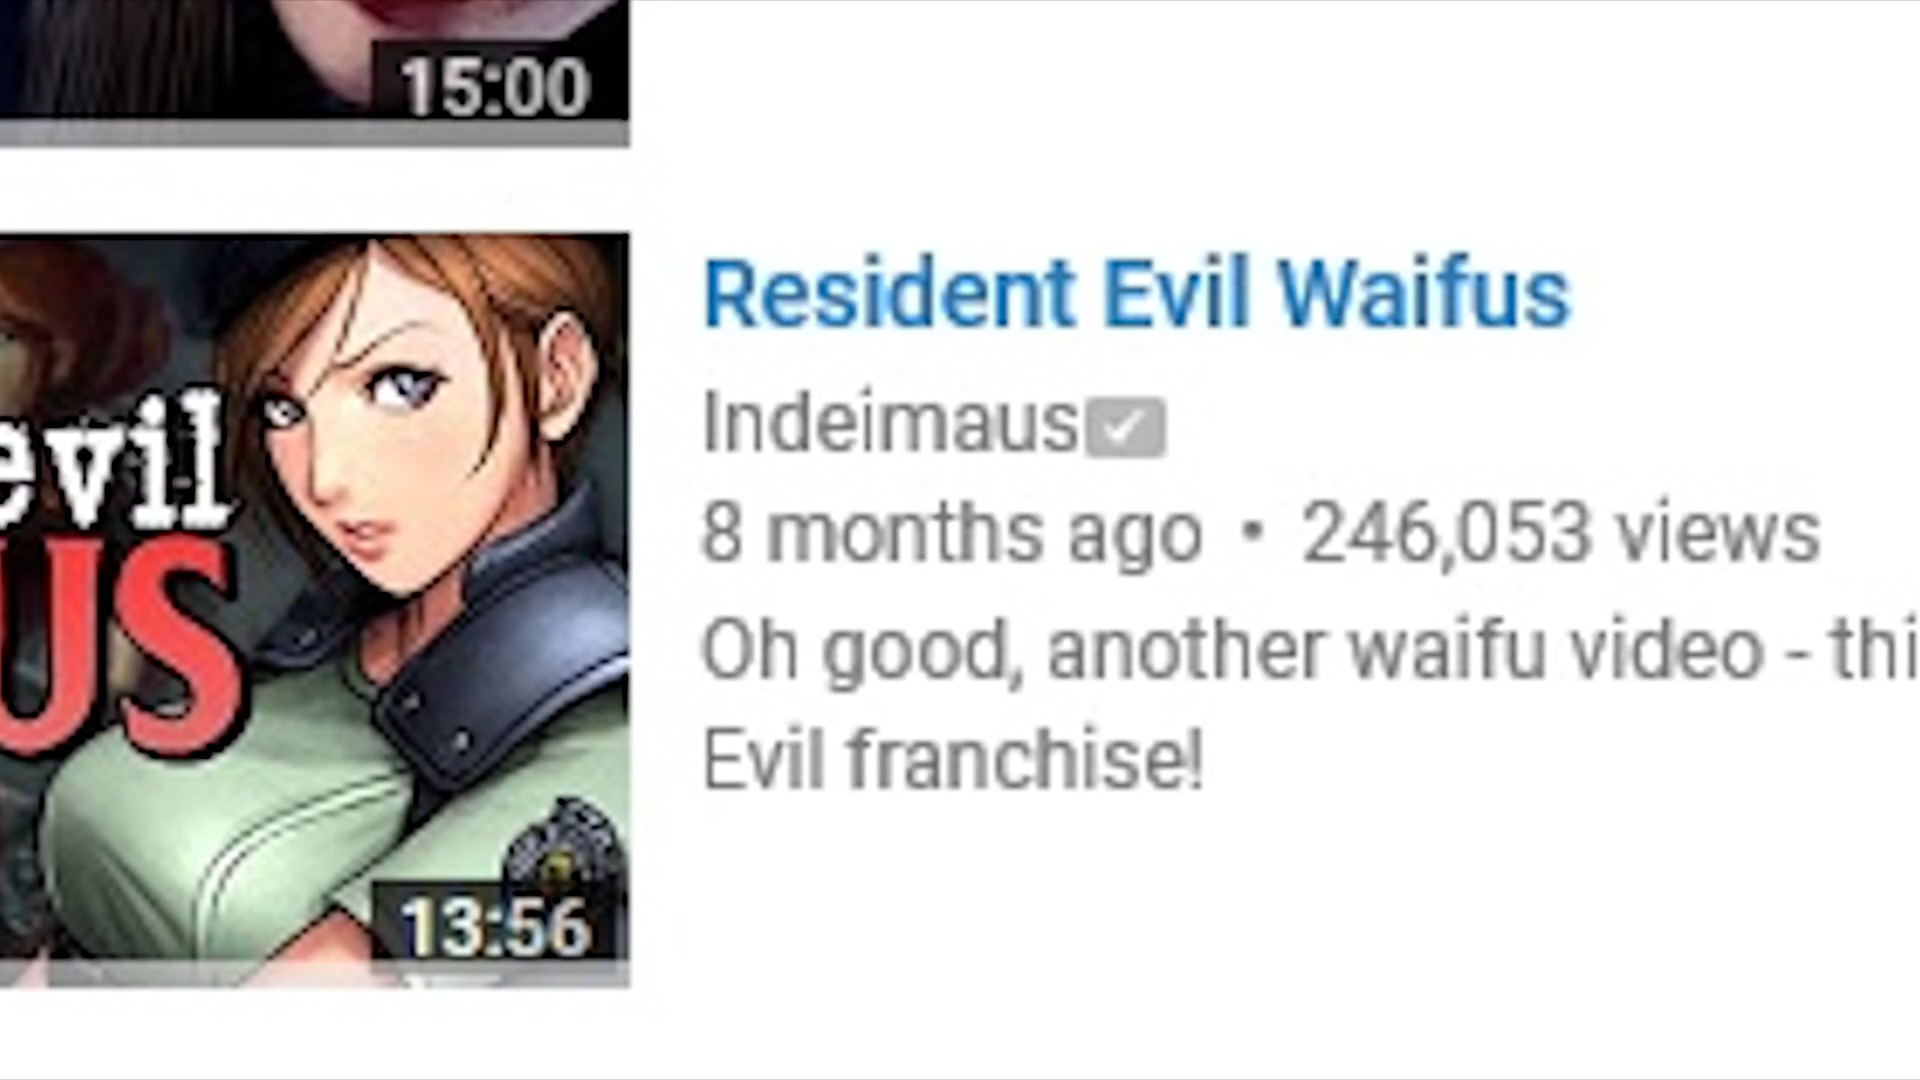 15:00
evil
US
13:56
Resident Evil Waifus
Indeimaus
8 months ago • 246,053 views
Oh good, another waifu video - thi
Evil franchise!